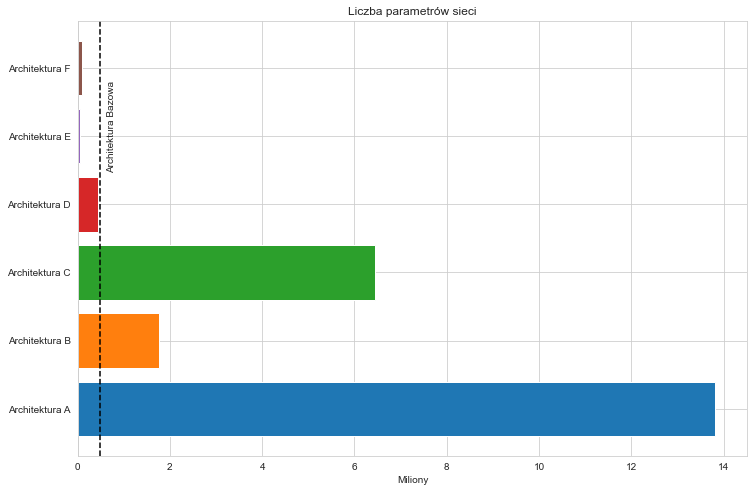 Liczba parametrów sieci
Architektura F
Architektura Bazowa
Architektura E
Architektura D
Architektura C
Architektura B
Architektura A
0 2 4 6 8 10 12 14
Miliony